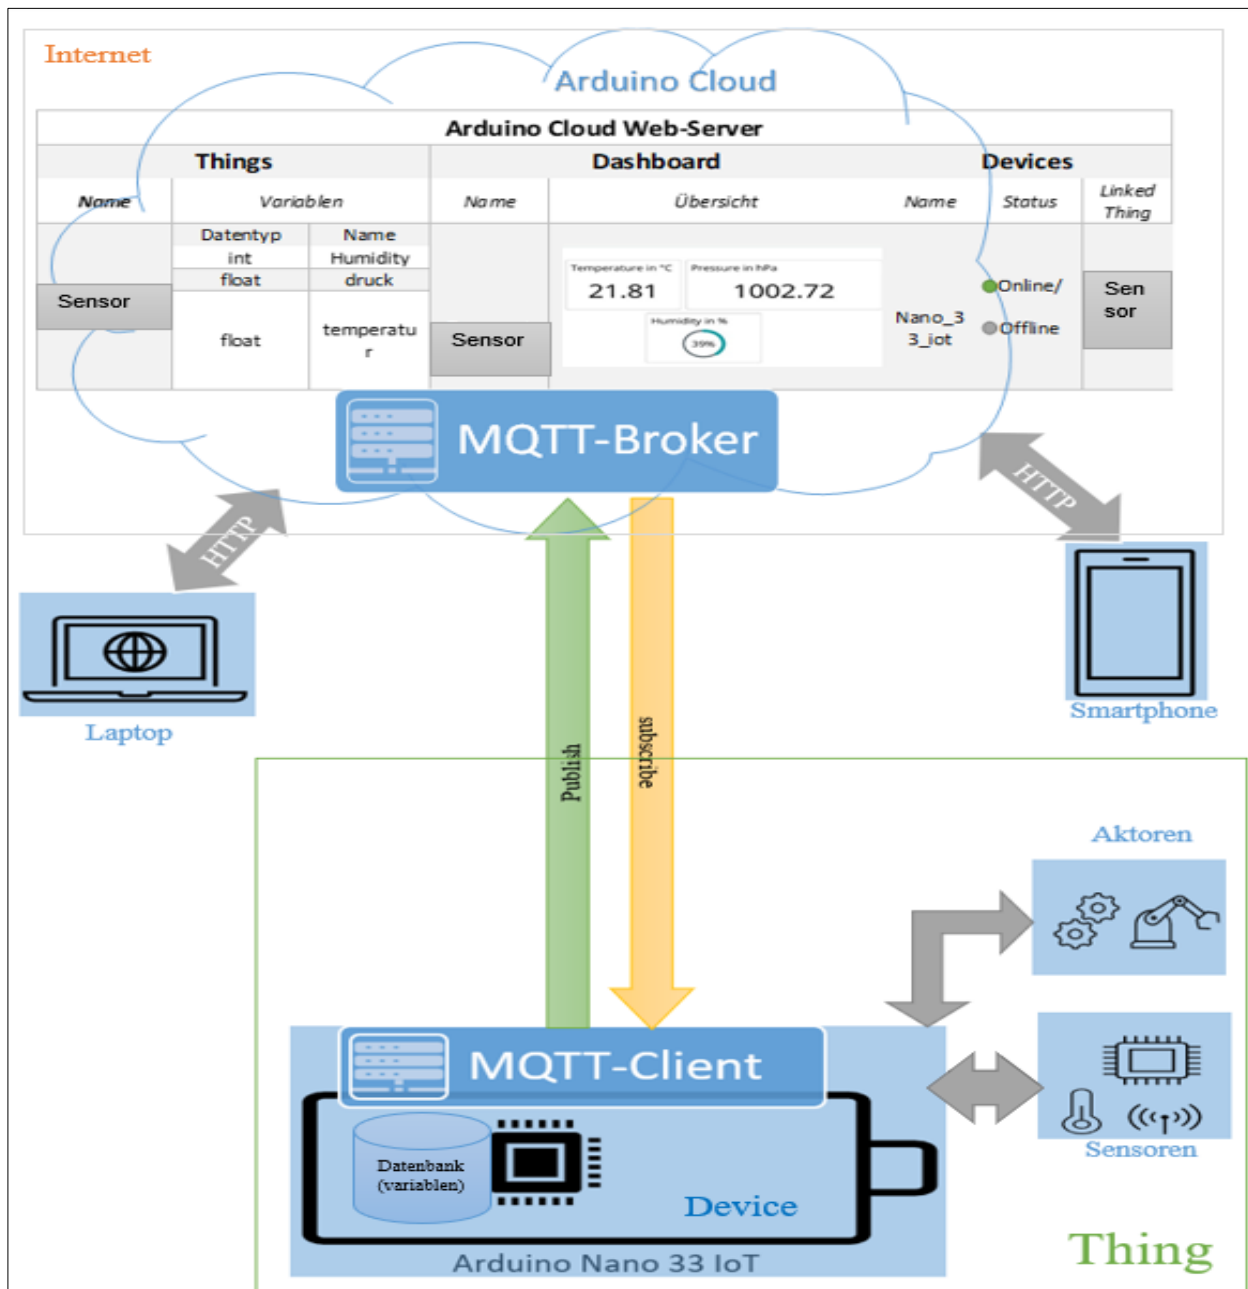 Internet
Arduino Cloud
Arduino Cloud Web-Server
Things Dashboard Devices
Name Variablen Name Übersicht Name Status Linked
Thing
Datentyp Name
int Humidity
float druck
Sensor
float temperatu
r
Sensor
Temperature in °C Pressure in hPa
21.81 1002.72
Humidity in %
39%
Nano_3
3_iot
Online/
Offline
Sen
sor
MQTT-Broker
HTTP
HTTP
Laptop
Smartphone
Publish
subscribe
Aktoren
MQTT-Client
Datenbank
(variablen)
Device
Sensoren
Arduino Nano 33 IoT
Thing